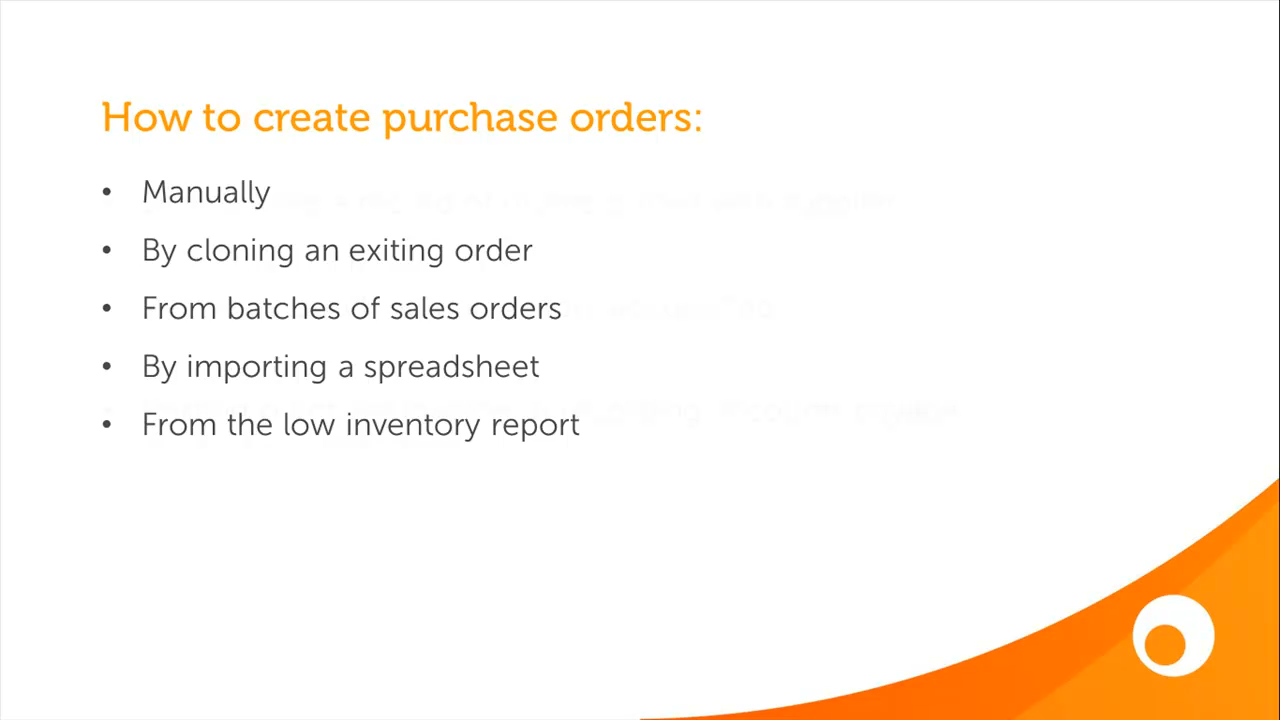 How to create purchase orders:
• Manually
• By cloning an exiting order
• From batches of sales orders
• By importing a spreadsheet
• From the low inventory report